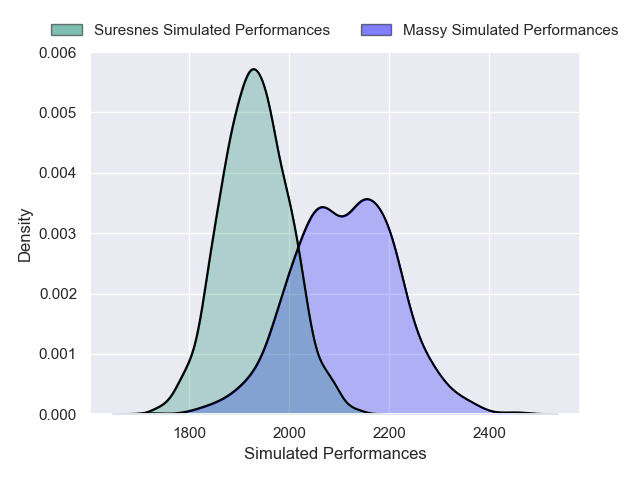 Suresnes Simulated Performances Massy Simulated Performances
0.006
0.005
0.004
0.003
0.002
0.001
0.000
Density
1800 2000 2200 2400
Simulated Performances